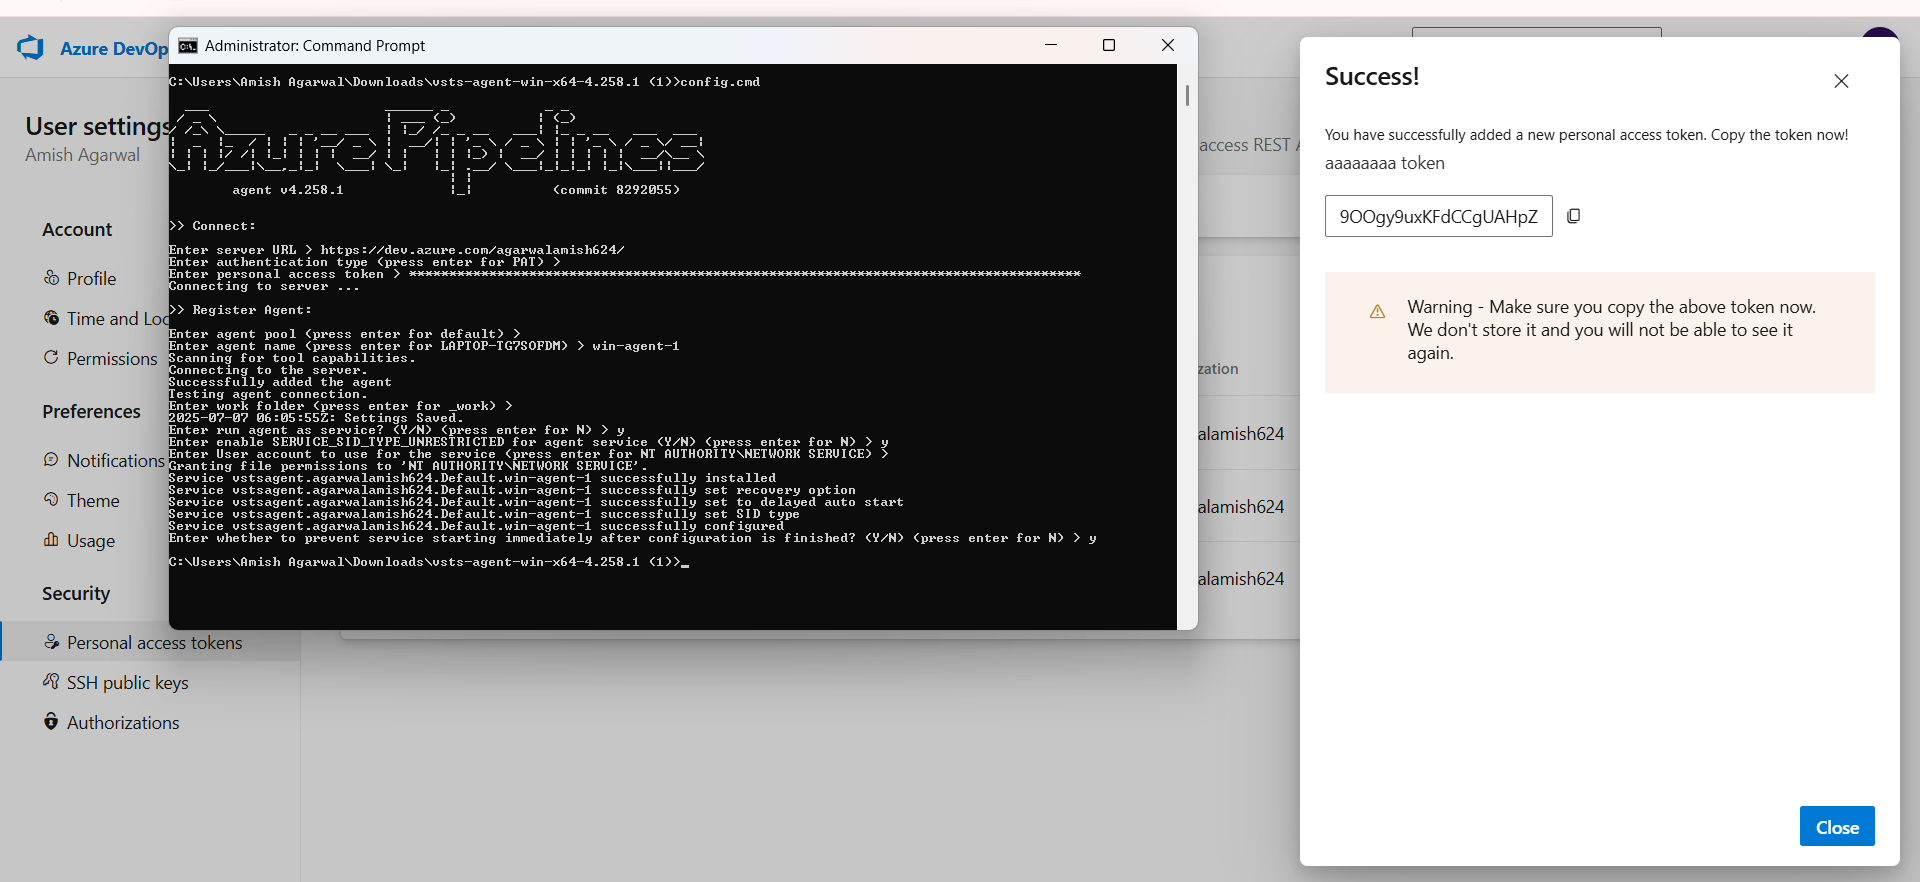 Azure DevOp
User settings
Amish Agarwal
Account
Profile
Time and Loc
Permissions
Preferences
Notifications
Theme
Usage
Security
Personal access tokens
SSH public keys
Authorizations
Administrator: Command Prompt
C:\Users\Amish Agarwal\Downloads\vsts-agent-win-x64-4.258.1 (1)>config.cmd
Azure Pipelines
agent v4.258.1 (commit 8292055)
>> Connect:
Enter server URL > https://dev.azure.com/agarwalamish624/
Enter authentication type (press enter for PAT) >
Enter personal access token > ************************************************************************************
Connecting to server ...
>> Register Agent:
Enter agent pool (press enter for default) >
Enter agent name (press enter for LAPTOP-TG7SOFDM) > win-agent-1
Scanning for tool capabilities.
Connecting to the server.
Successfully added the agent
Testing agent connection.
Enter work folder (press enter for _work) >
2025-07-07 06:05:55Z: Settings Saved.
Enter run agent as service? (Y/N) (press enter for N) > y
Enter enable SERVICE_SID_TYPE_UNRESTRICTED for agent service (Y/N) (press enter for N) > y
Enter User account to use for the service (press enter for NT AUTHORITY\NETWORK SERVICE) >
Granting file permissions to 'NT AUTHORITY\NETWORK SERVICE'.
Service vstsagent.agarwalamish624.Default.win-agent-1 successfully installed
Service vstsagent.agarwalamish624.Default.win-agent-1 successfully set recovery option
Service vstsagent.agarwalamish624.Default.win-agent-1 successfully set to delayed auto start
Service vstsagent.agarwalamish624.Default.win-agent-1 successfully set SID type
Service vstsagent.agarwalamish624.Default.win-agent-1 successfully configured
Enter whether to prevent service starting immediately after configuration is finished? (Y/N) (press enter for N) > y
C:\Users\Amish Agarwal\Downloads\vsts-agent-win-x64-4.258.1 (1)>
access REST A
zation
alamish624
alamish624
alamish624
Success!
You have successfully added a new personal access token. Copy the token now!
aaaaaaaa token
9OOgy9uxKFdCCgUAHpZ
Warning - Make sure you copy the above token now.
We don't store it and you will not be able to see it
again.
Close